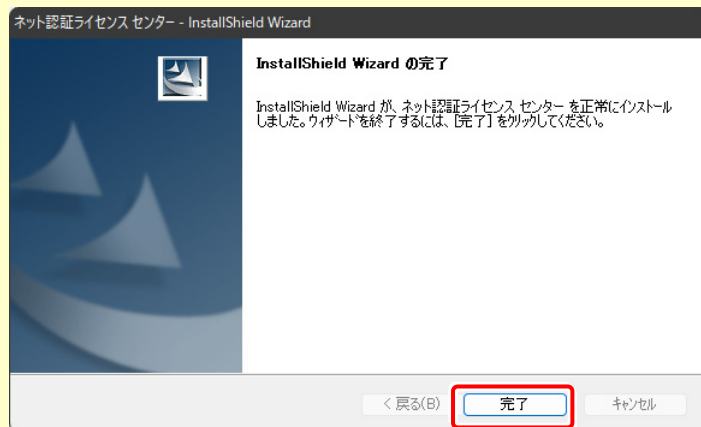 ネット認証ライセンス センター - InstallShield Wizard
InstallShield Wizard の完了
InstallShield Wizard が、ネット認証ライセンス センター を正常にインストール
しました。ウィザードを終了するには、[完了] をクリックしてください。
< 戻る(B)
完了
キャンセル